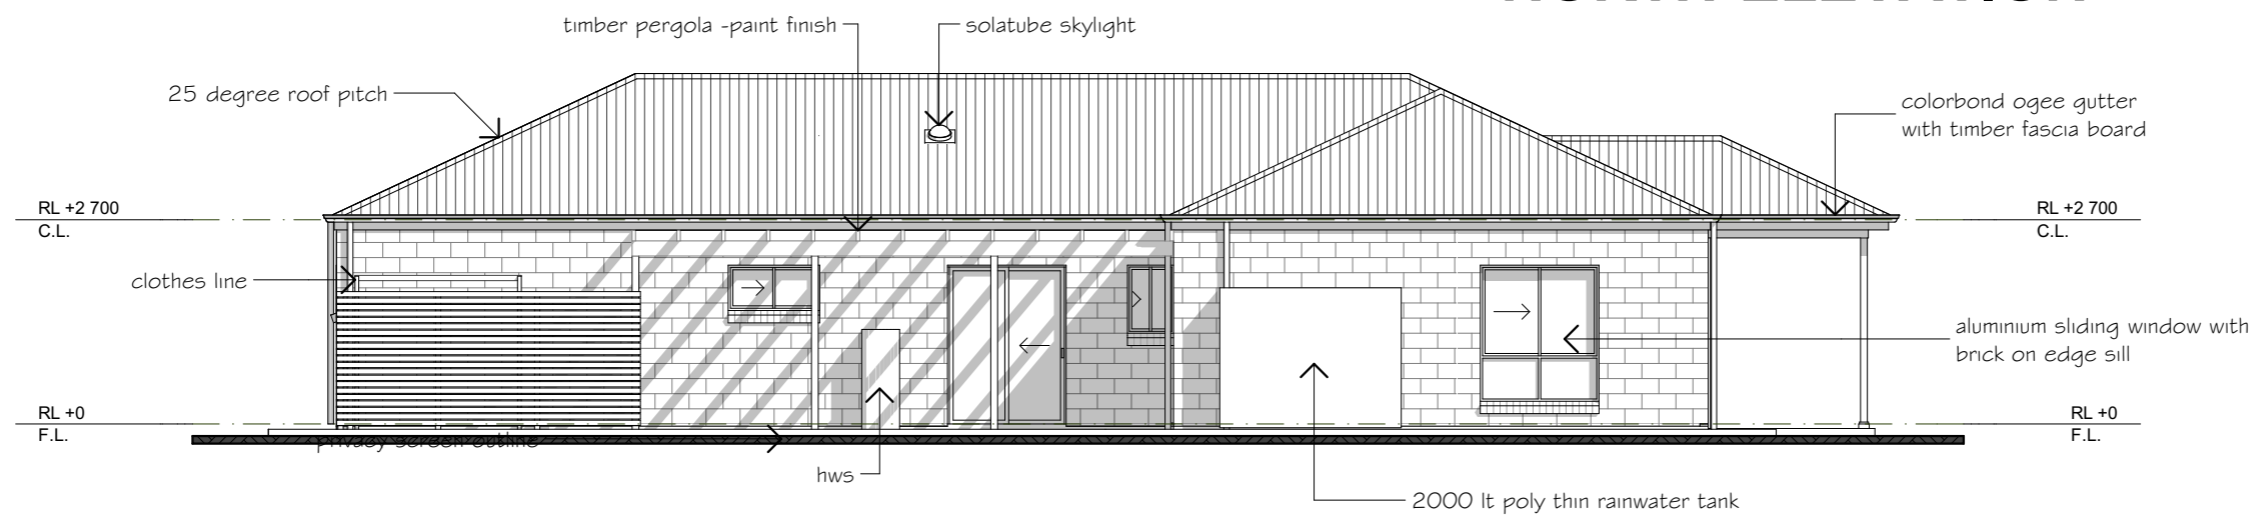 timber pergola -paint finish
solatube skylight
25 degree roof pitch
colorbond ogee gutter
with timber fascia board
RL +2 700
C.L.
RL +2 700
C.L.
clothes line
aluminium sliding window with
brick on edge sill
RL +0
F.L.
RL +0
F.L.
privacy screen outline
hws
2000 lt poly thin rainwater tank